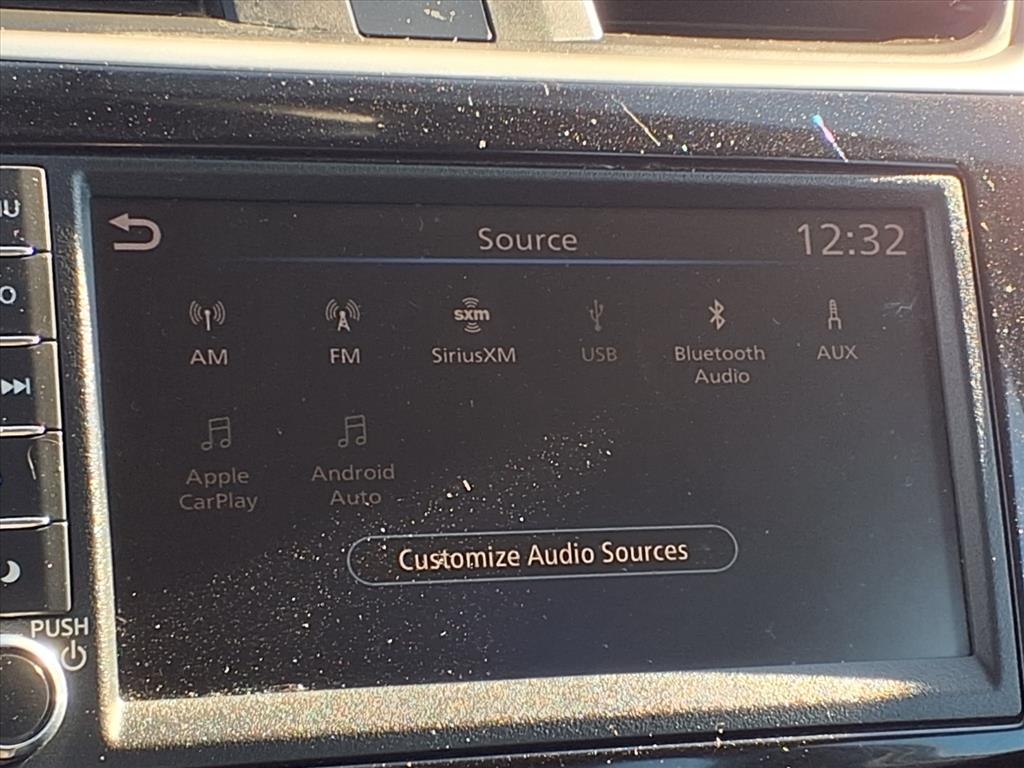 Source
12:32
AM
FM
sxm
SiriusXM
USB
Bluetooth
Audio
AUX
Apple
CarPlay
Android
Auto
Customize Audio Sources
PUSH